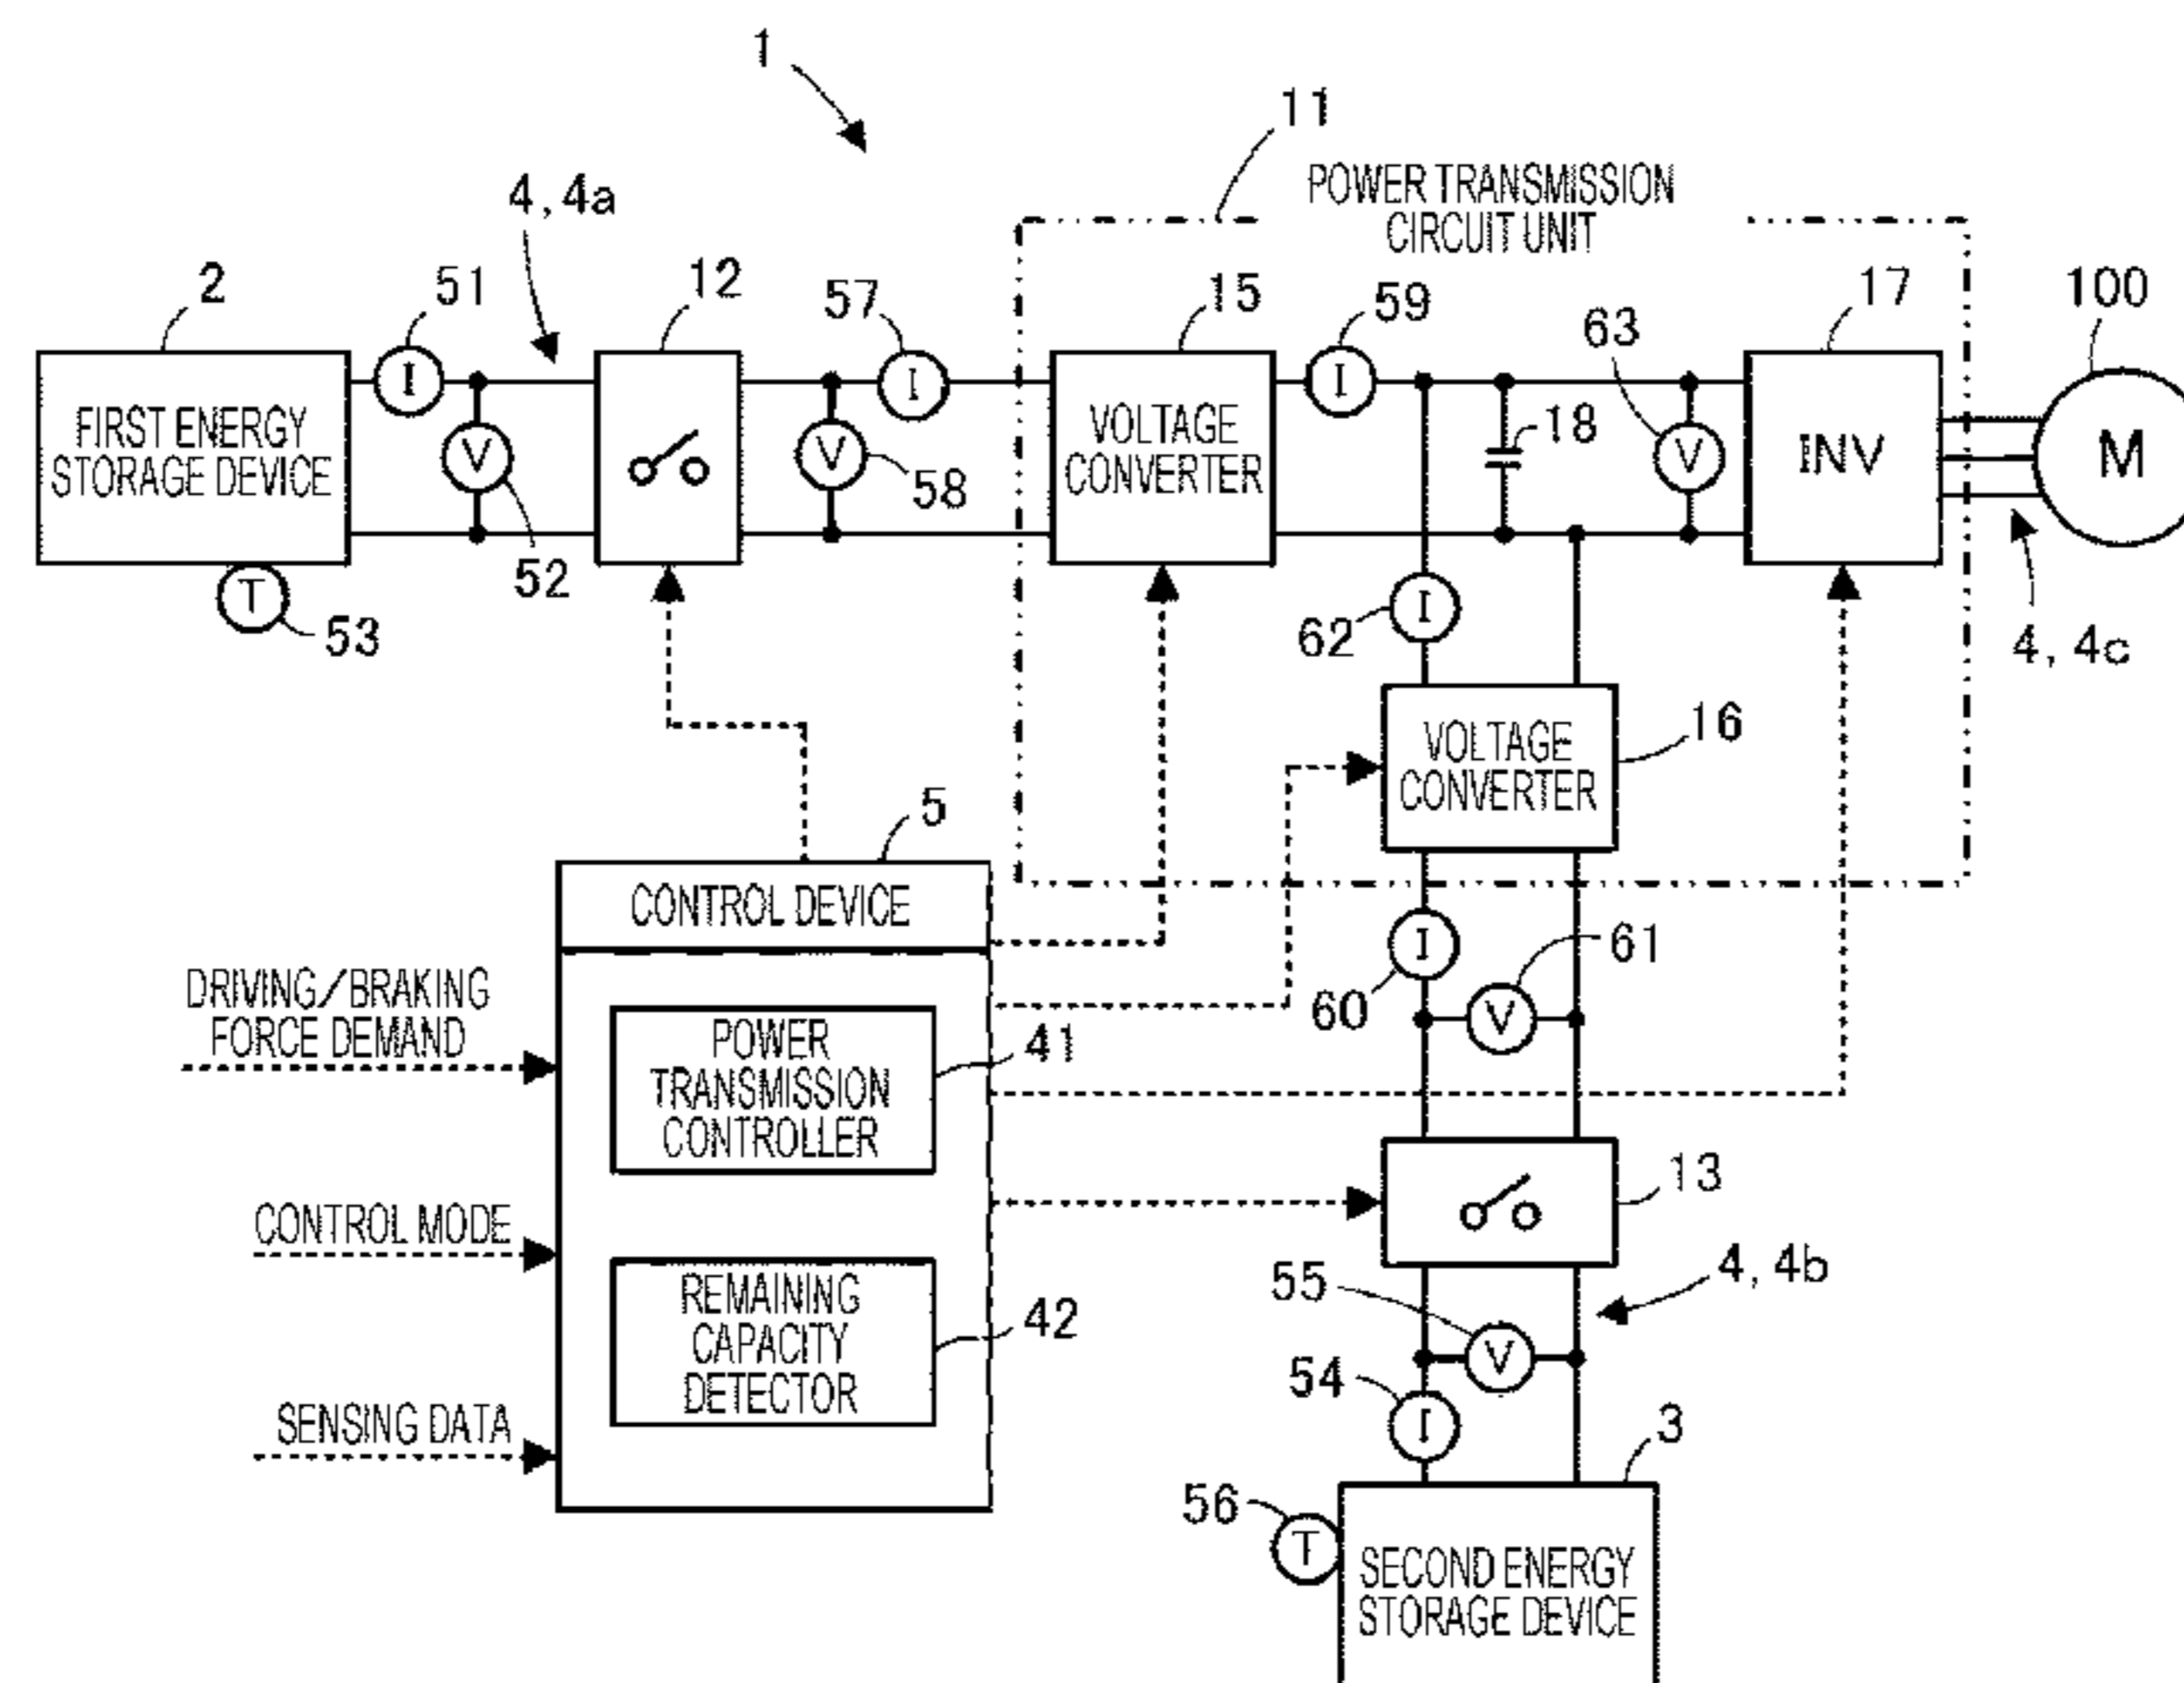 1
11
POWER TRANSMISSION
CIRCUIT UNIT
4, 4a
2
51
12
57
15
59
63
17
100
FIRST ENERGY
STORAGE DEVICE
I
V
52
T
53
V
58
I
VOLTAGE
CONVERTER
I
18
V
INV
M
4, 4c
62
I
VOLTAGE
CONVERTER
16
5
CONTROL DEVICE
I
60
61
V
DRIVING/BRAKING
FORCE DEMAND
POWER
TRANSMISSION
CONTROLLER
41
13
CONTROL MODE
REMAINING
CAPACITY
DETECTOR
42
55
4, 4b
V
54
I
SENSING DATA
3
56
T
SECOND ENERGY
STORAGE DEVICE